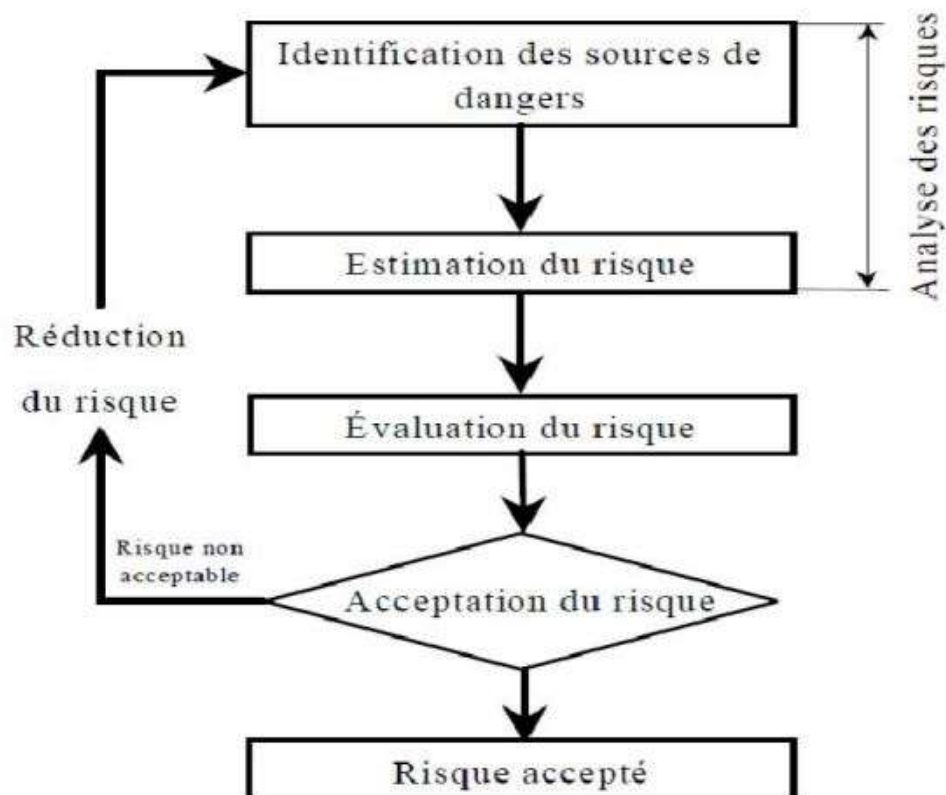 Identification des sources de
dangers
Analyse des risques
Estimation du risque
Réduction
du risque
Évaluation du risque
Risque non
acceptable
Acceptation du risque
Risque accepté